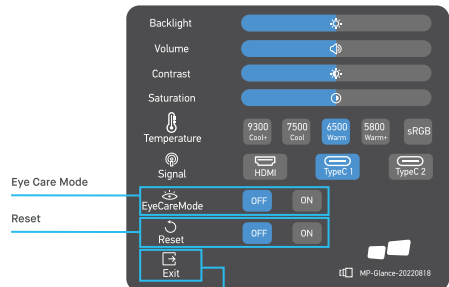 Backlight
Volume
Contrast
Saturation
Temperature
9300 Cool+
7500 Cool
6500 Warm
5800 Warm+
sRGB
Signal
HDMI
TypeC 1
TypeC 2
Eye Care Mode
EyeCareMode
OFF
ON
Reset
Reset
OFF
ON
Exit
MP-Glance-20220818